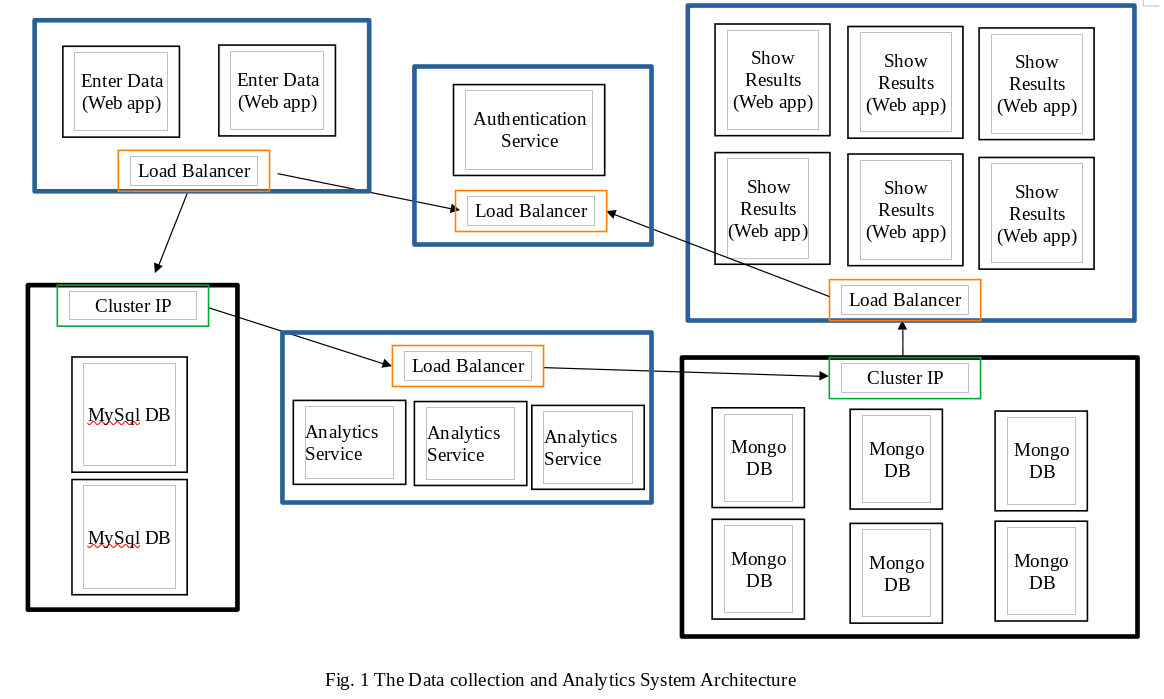 Enter Data
(Web app)
Enter Data
(Web app)
Load Balancer
Authentication
Service
Load Balancer
Show
Results
(Web app)
Show
Results
(Web app)
Show
Results
(Web app)
Show
Results
(Web app)
Show
Results
(Web app)
Show
Results
(Web app)
Load Balancer
Cluster IP
MySql DB
MySql DB
Load Balancer
Analytics
Service
Analytics
Service
Analytics
Service
Cluster IP
Mongo
DB
Mongo
DB
Mongo
DB
Mongo
DB
Mongo
DB
Mongo
DB
Fig. 1 The Data collection and Analytics System Architecture